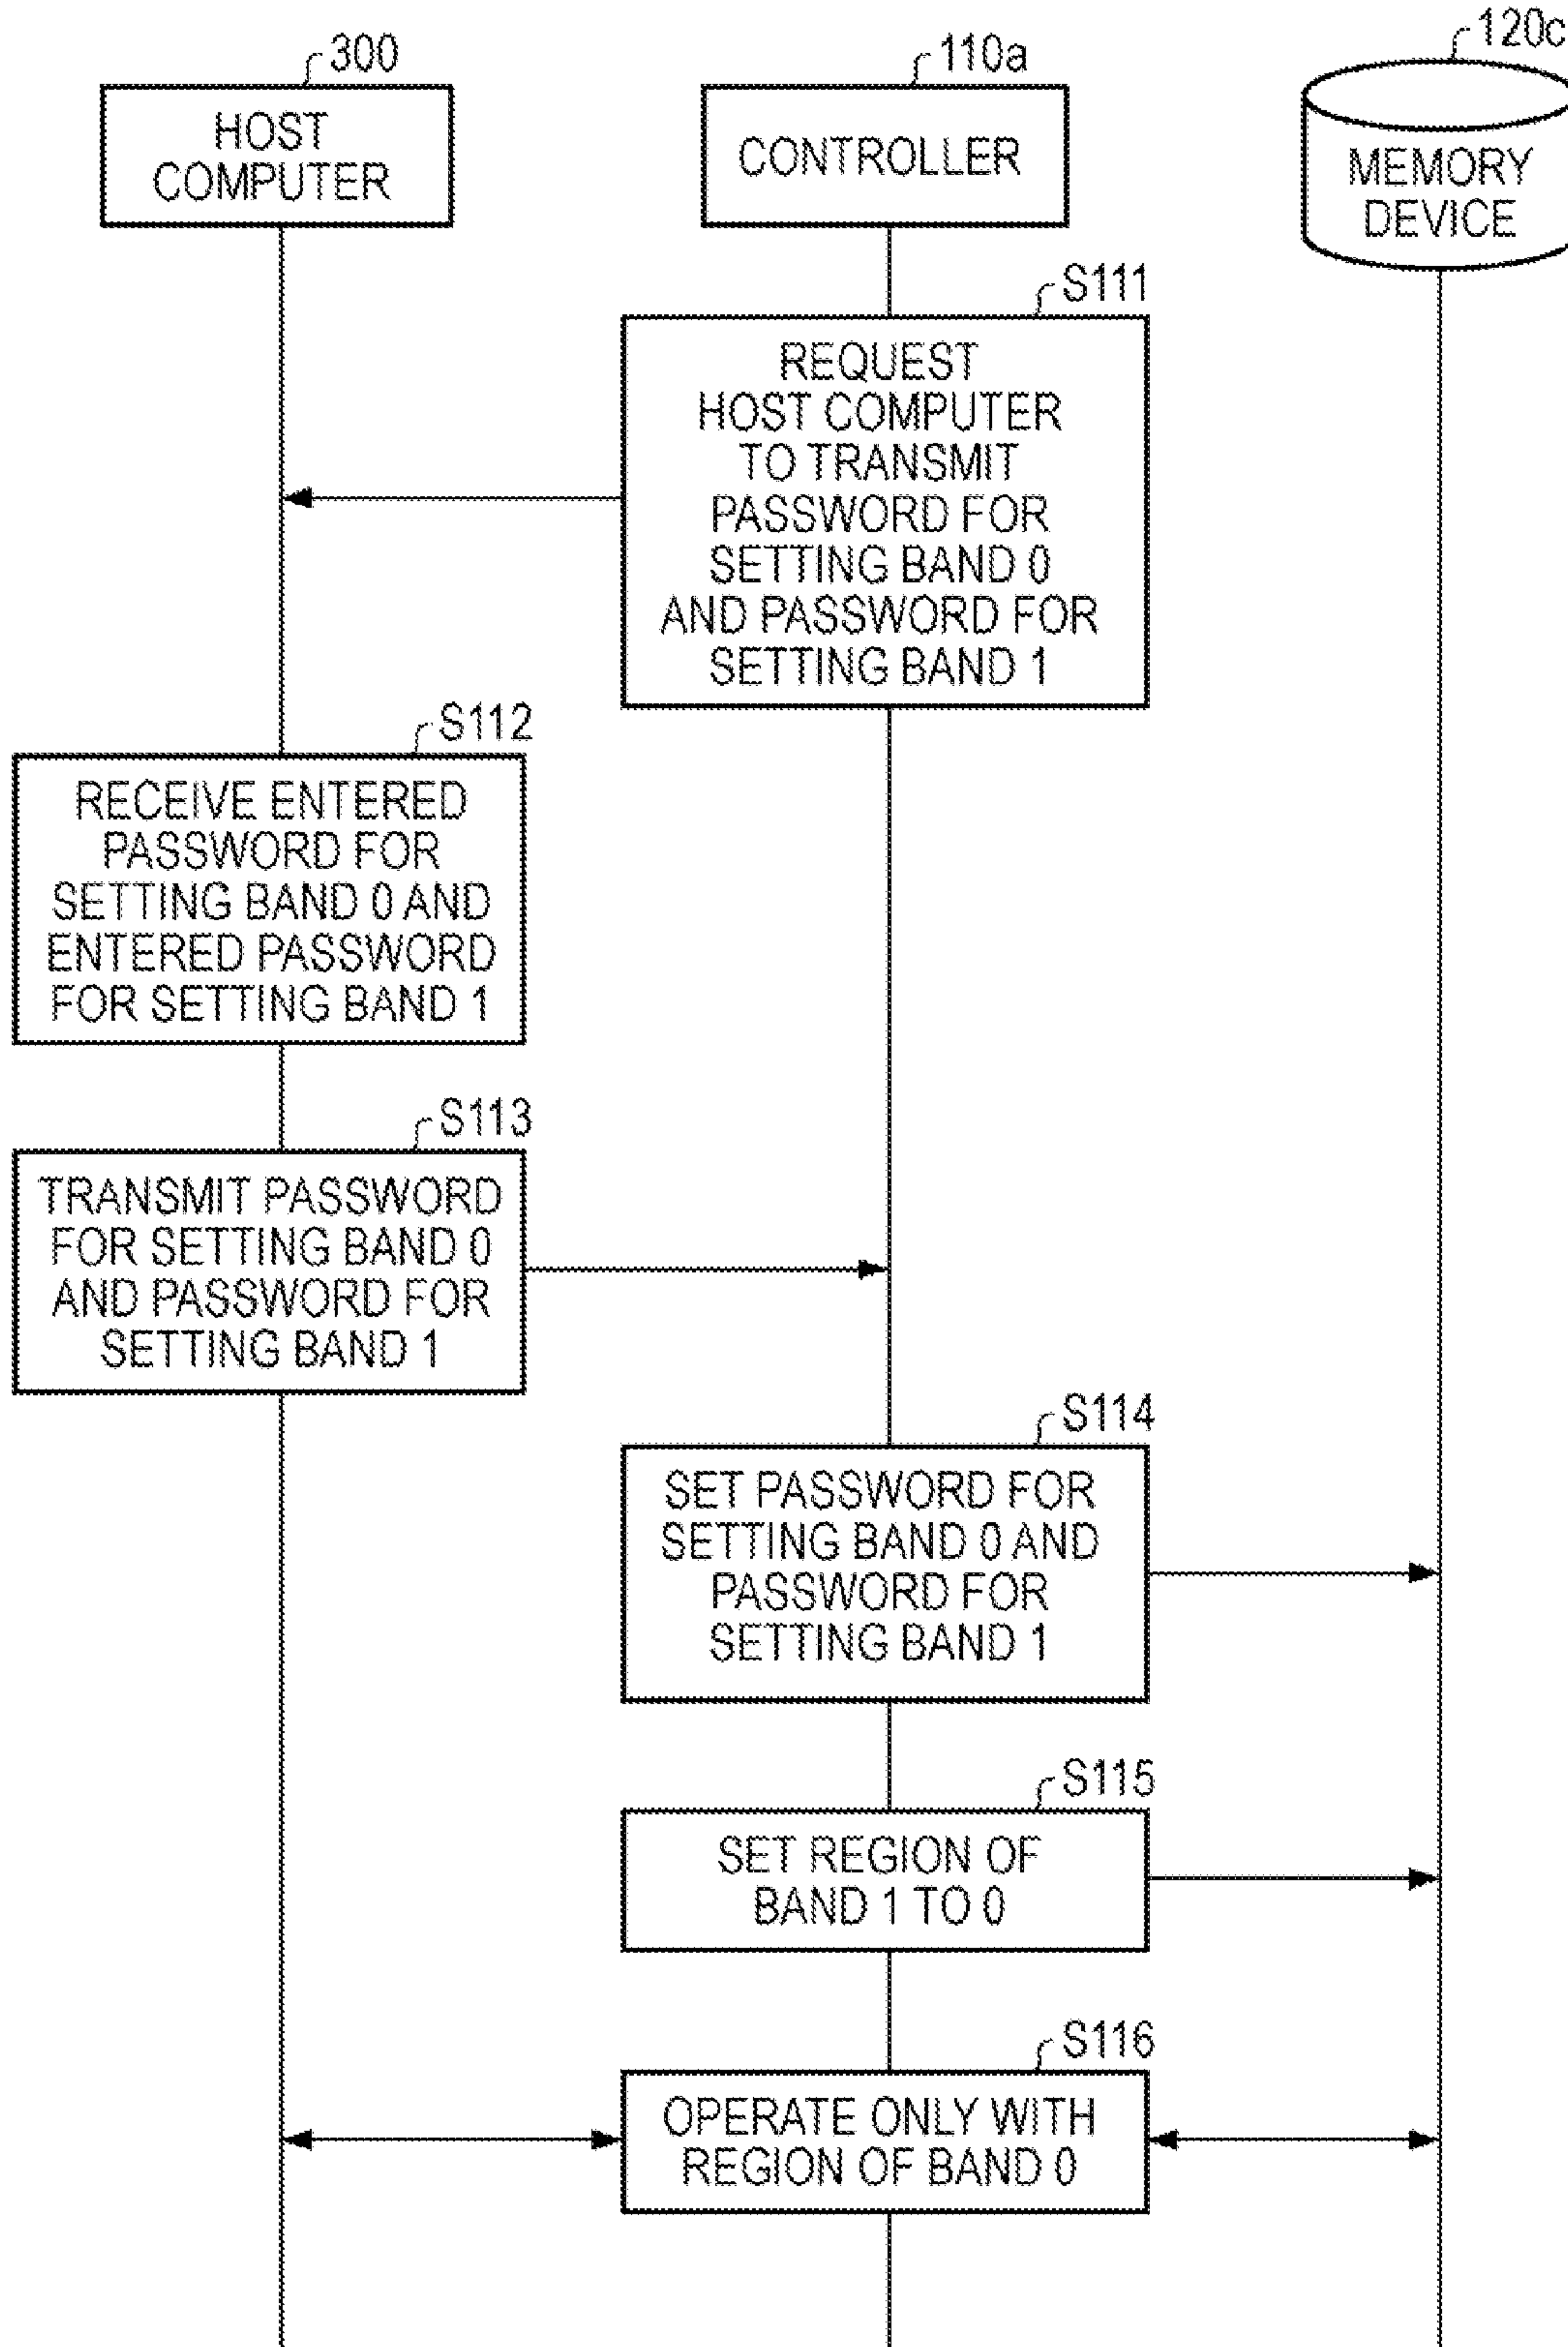 300
HOST
COMPUTER
110a
CONTROLLER
120c
MEMORY
DEVICE
S111
REQUEST
HOST COMPUTER
TO TRANSMIT
PASSWORD FOR
SETTING BAND 0
AND PASSWORD FOR
SETTING BAND 1
S112
RECEIVE ENTERED
PASSWORD FOR
SETTING BAND 0 AND
ENTERED PASSWORD
FOR SETTING BAND 1
S113
TRANSMIT PASSWORD
FOR SETTING BAND 0
AND PASSWORD FOR
SETTING BAND 1
S114
SET PASSWORD FOR
SETTING BAND 0 AND
PASSWORD FOR
SETTING BAND 1
S115
SET REGION OF
BAND 1 TO 0
S116
OPERATE ONLY WITH
REGION OF BAND 0